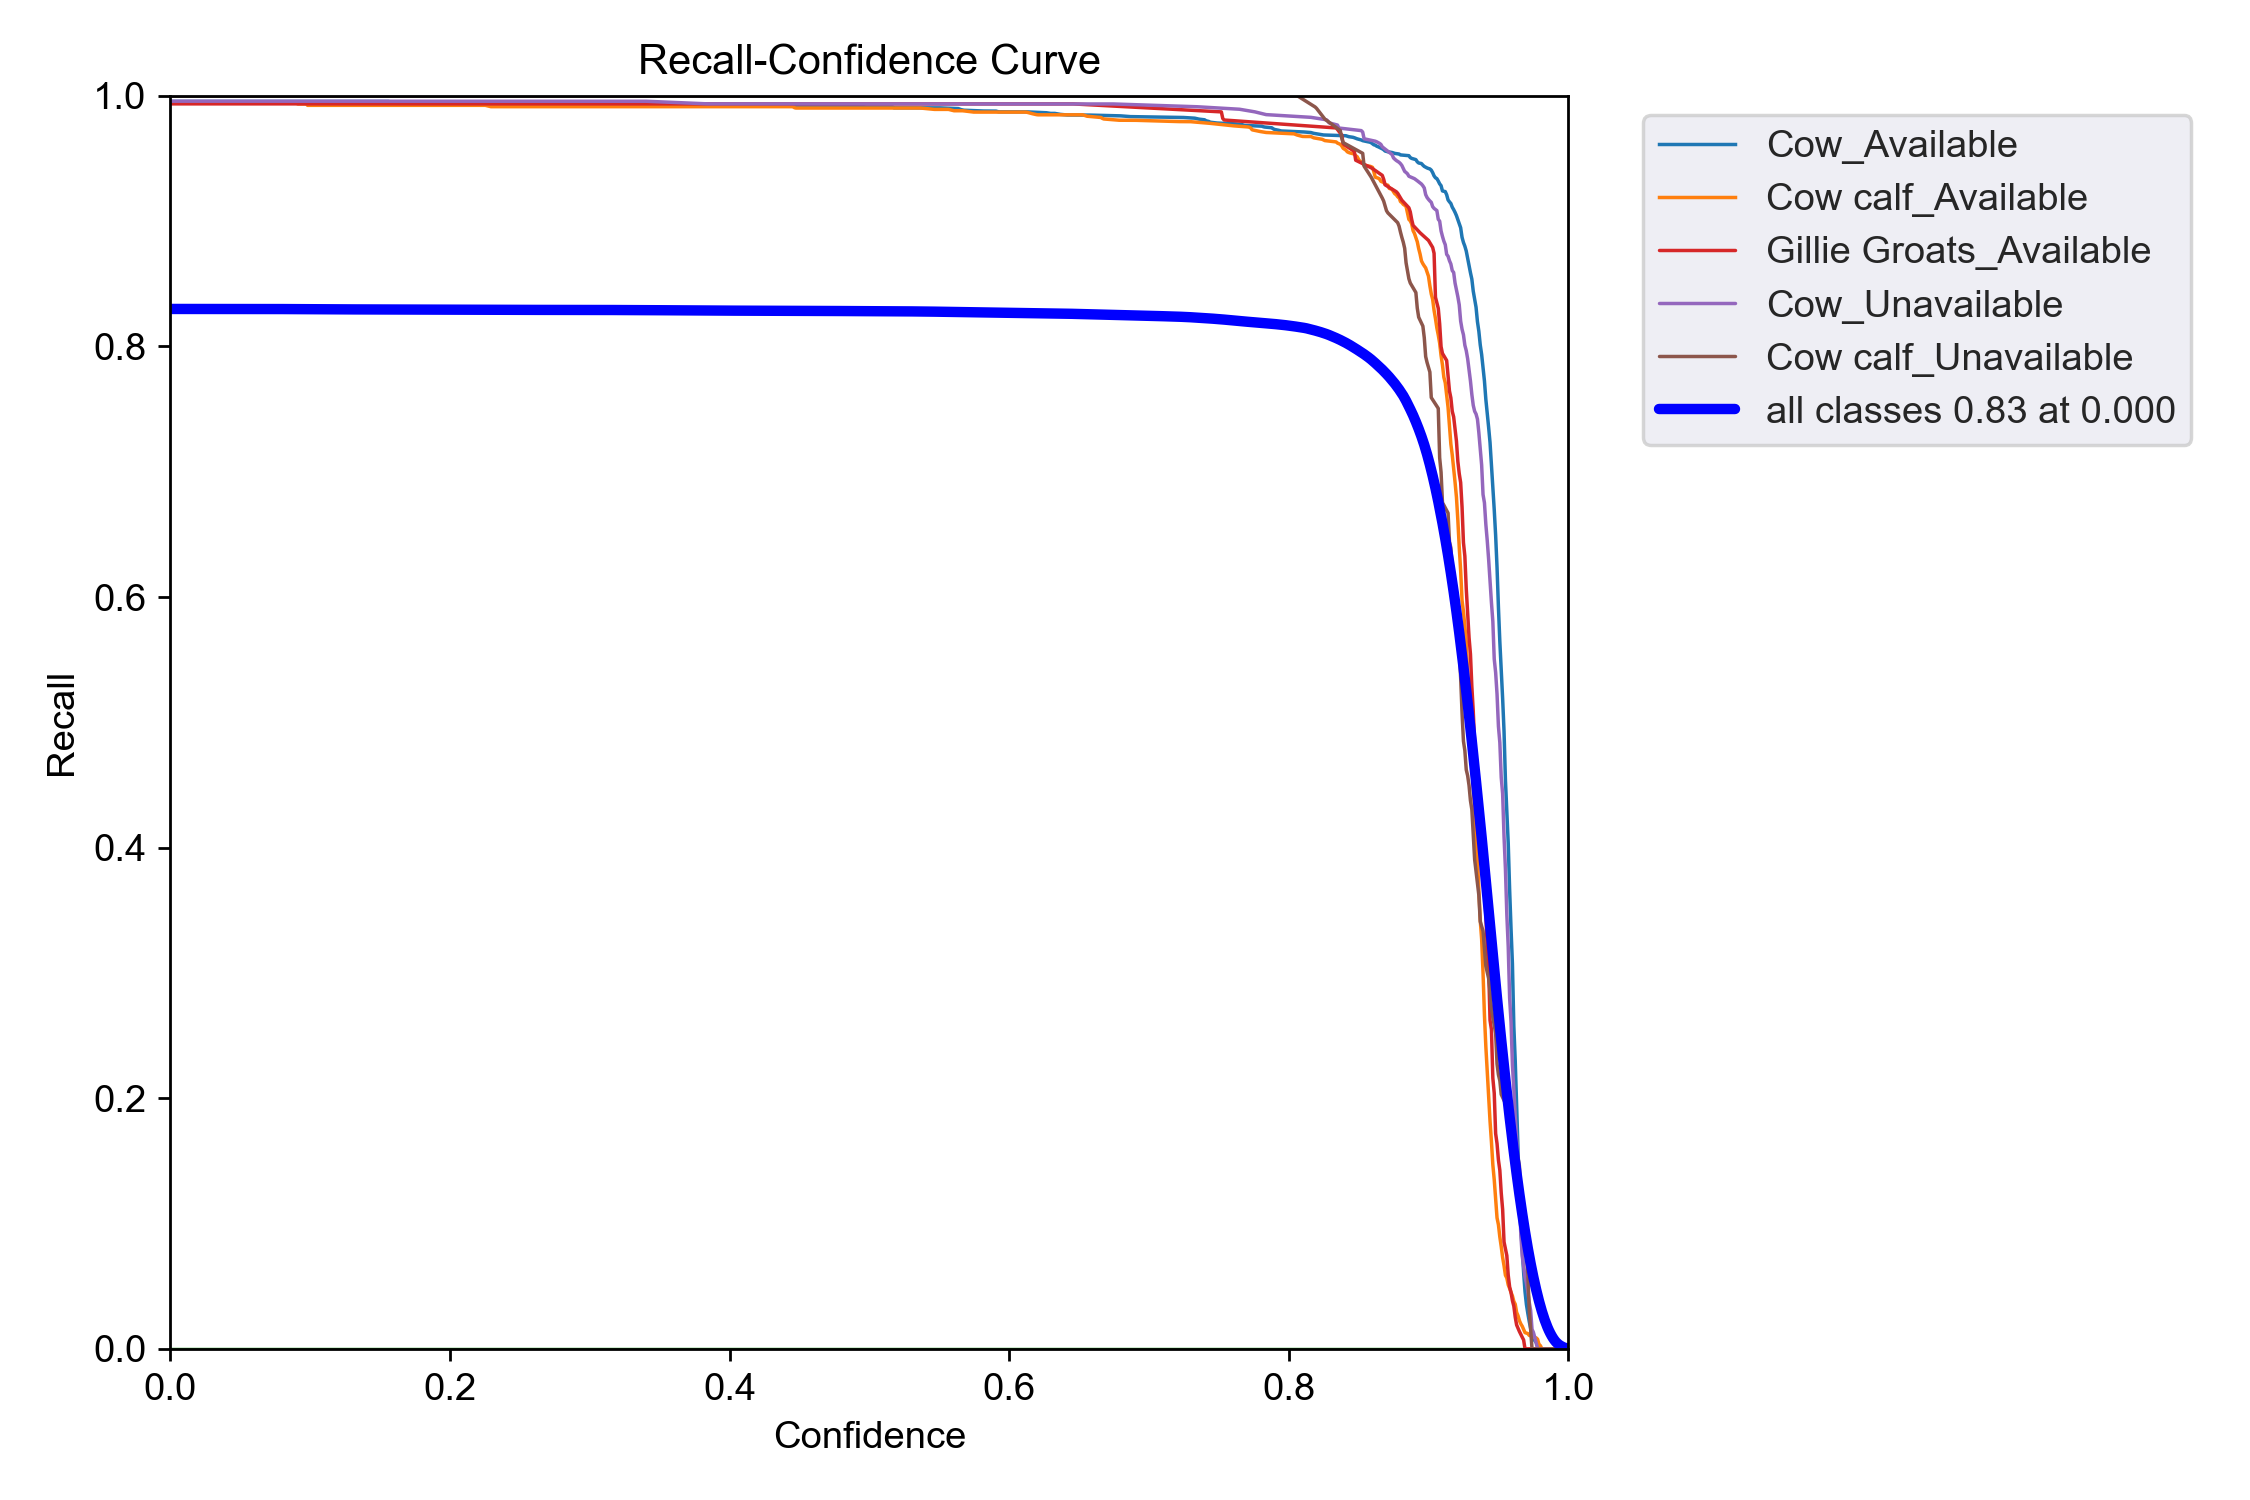 Recall-Confidence Curve
1.0
0.8
0.6
0.4
0.2
0.0
Recall
0.0 0.2 0.4 0.6 0.8 1.0
Confidence
Cow_Available
Cow calf_Available
Gillie Groats_Available
Cow_Unavailable
Cow calf_Unavailable
all classes 0.83 at 0.000